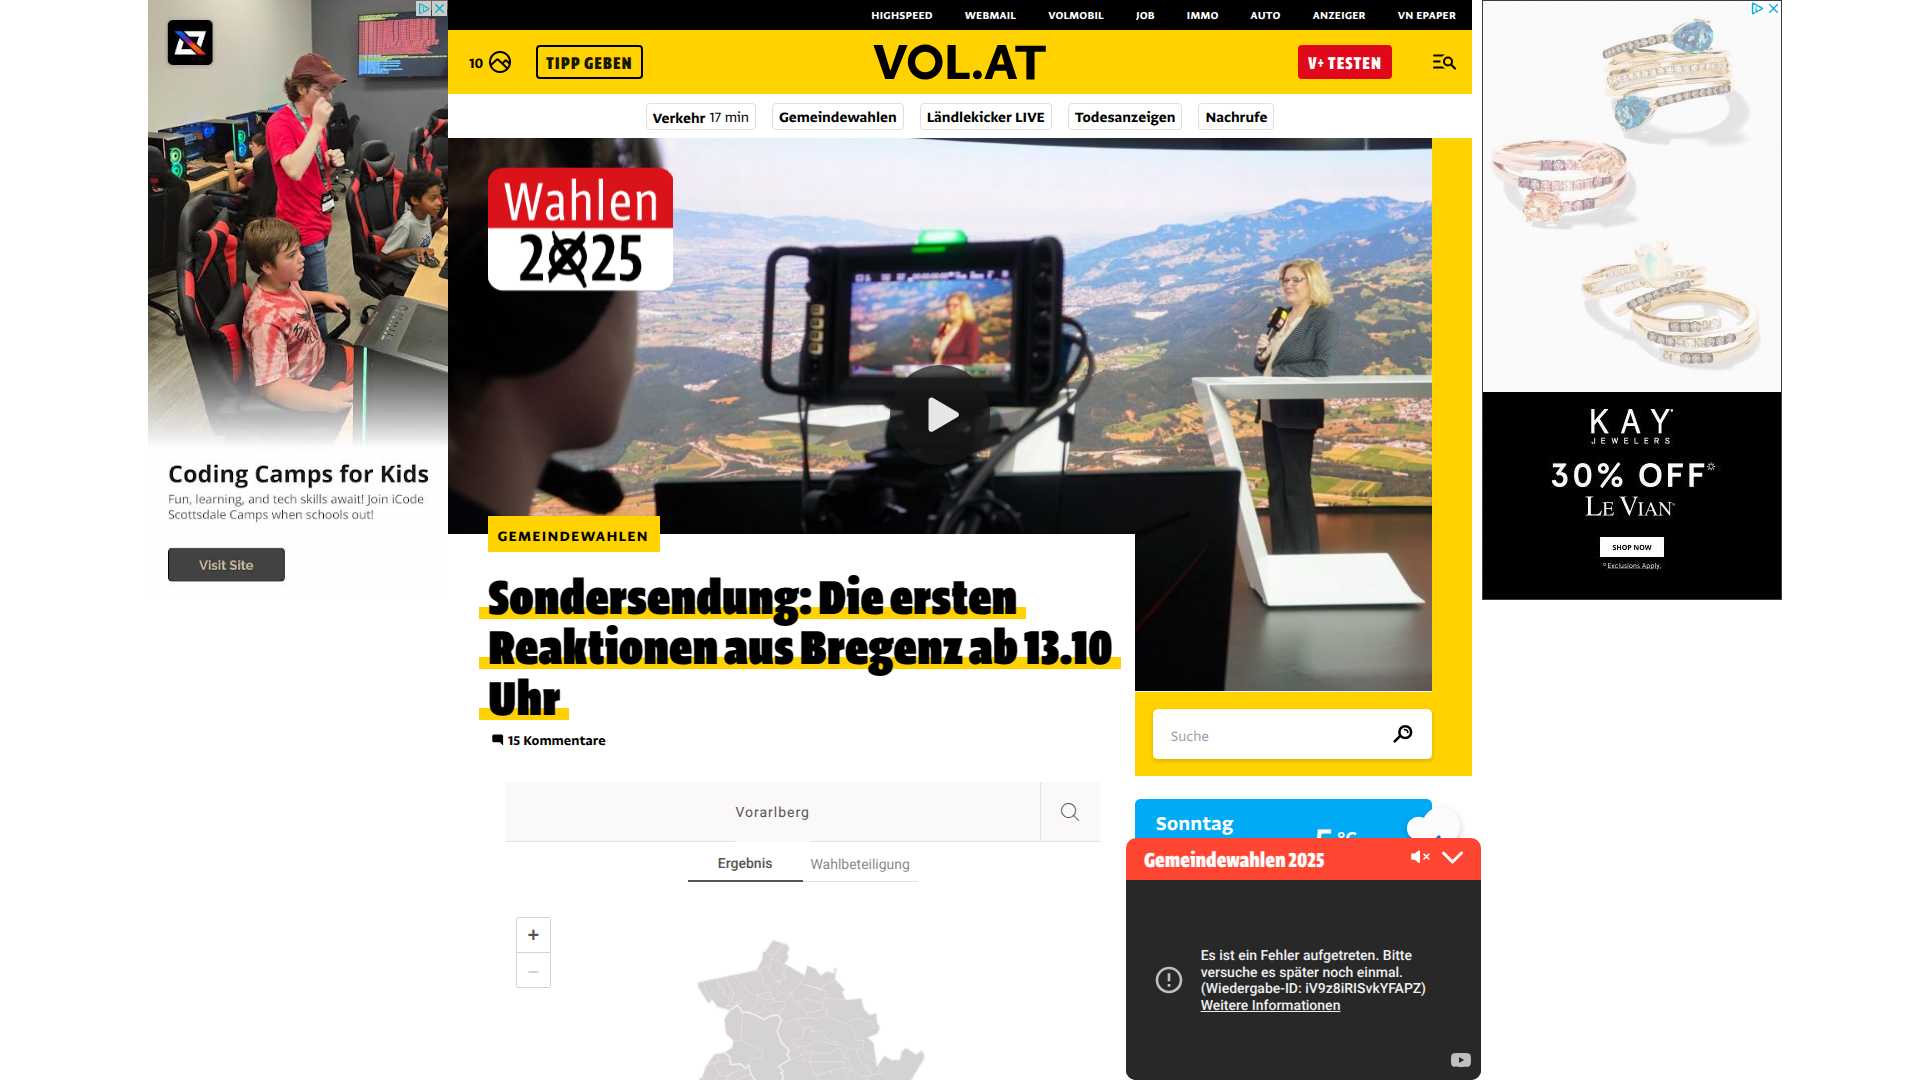 HIGHSPEED WEBMAIL VOLMOBIL JOB IMMO AUTO ANZEIGER VN EPAPER
10 TIPP GEBEN VOL.AT V+ TESTEN
Verkehr 17 min Gemeindewahlen Ländlekicker LIVE Todesanzeigen Nachrufe
Wahlen
2025
GEMEINDEWAHLEN
Sondersendung: Die ersten
Reaktionen aus Bregenz ab 13.10
Uhr
15 Kommentare
Vorarlberg
Ergebnis Wahlbeteiligung
+
–
Suche
Sonntag
Gemeindewahlen 2025
Es ist ein Fehler aufgetreten. Bitte
versuche es später noch einmal.
(Wiedergabe-ID: iV9z8iRISvkYFAPZ)
Weitere Informationen
Coding Camps for Kids
Fun, learning, and tech skills await! Join iCode
Scottsdale Camps when schools out!
Visit Site
KAY
JEWELERS
30% OFF*
LE VIAN
SHOP NOW
*Exclusions Apply.